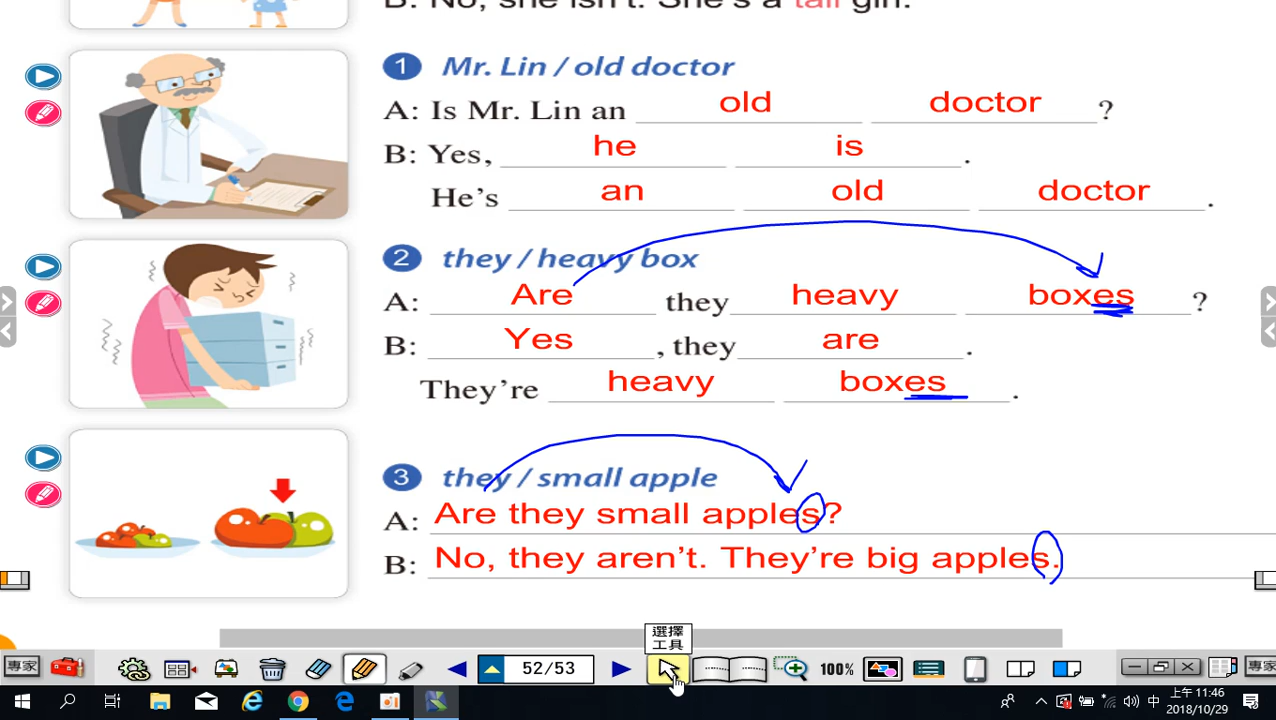 B: No, she isn't. She's a tall girl.
1 Mr. Lin / old doctor
A: Is Mr. Lin an old doctor ?
B: Yes, he is .
He's an old doctor .
2 they / heavy box
A: Are they heavy boxes ?
B: Yes , they are .
They're heavy boxes .
3 they / small apple
A: Are they small apples?
B: No, they aren't. They're big apples.
選擇
工具
專家 52/53 100% 專家
中 上午 11:46
2018/10/29